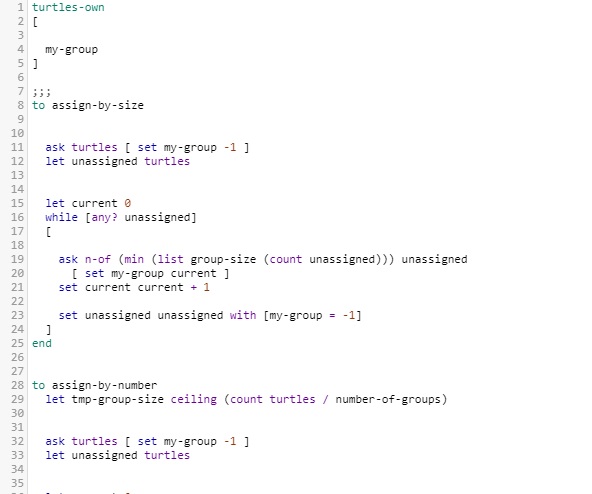 1 turtles-own
2 [
3
4 my-group
5 ]
6
7 ;;;
8 to assign-by-size
9
10
11 ask turtles [ set my-group -1 ]
12 let unassigned turtles
13
14
15 let current 0
16 while [any? unassigned]
17 [
18
19 ask n-of (min (list group-size (count unassigned))) unassigned
20 [ set my-group current ]
21 set current current + 1
22
23 set unassigned unassigned with [my-group = -1]
24 ]
25 end
26
27
28 to assign-by-number
29 let tmp-group-size ceiling (count turtles / number-of-groups)
30
31
32 ask turtles [ set my-group -1 ]
33 let unassigned turtles
34
35